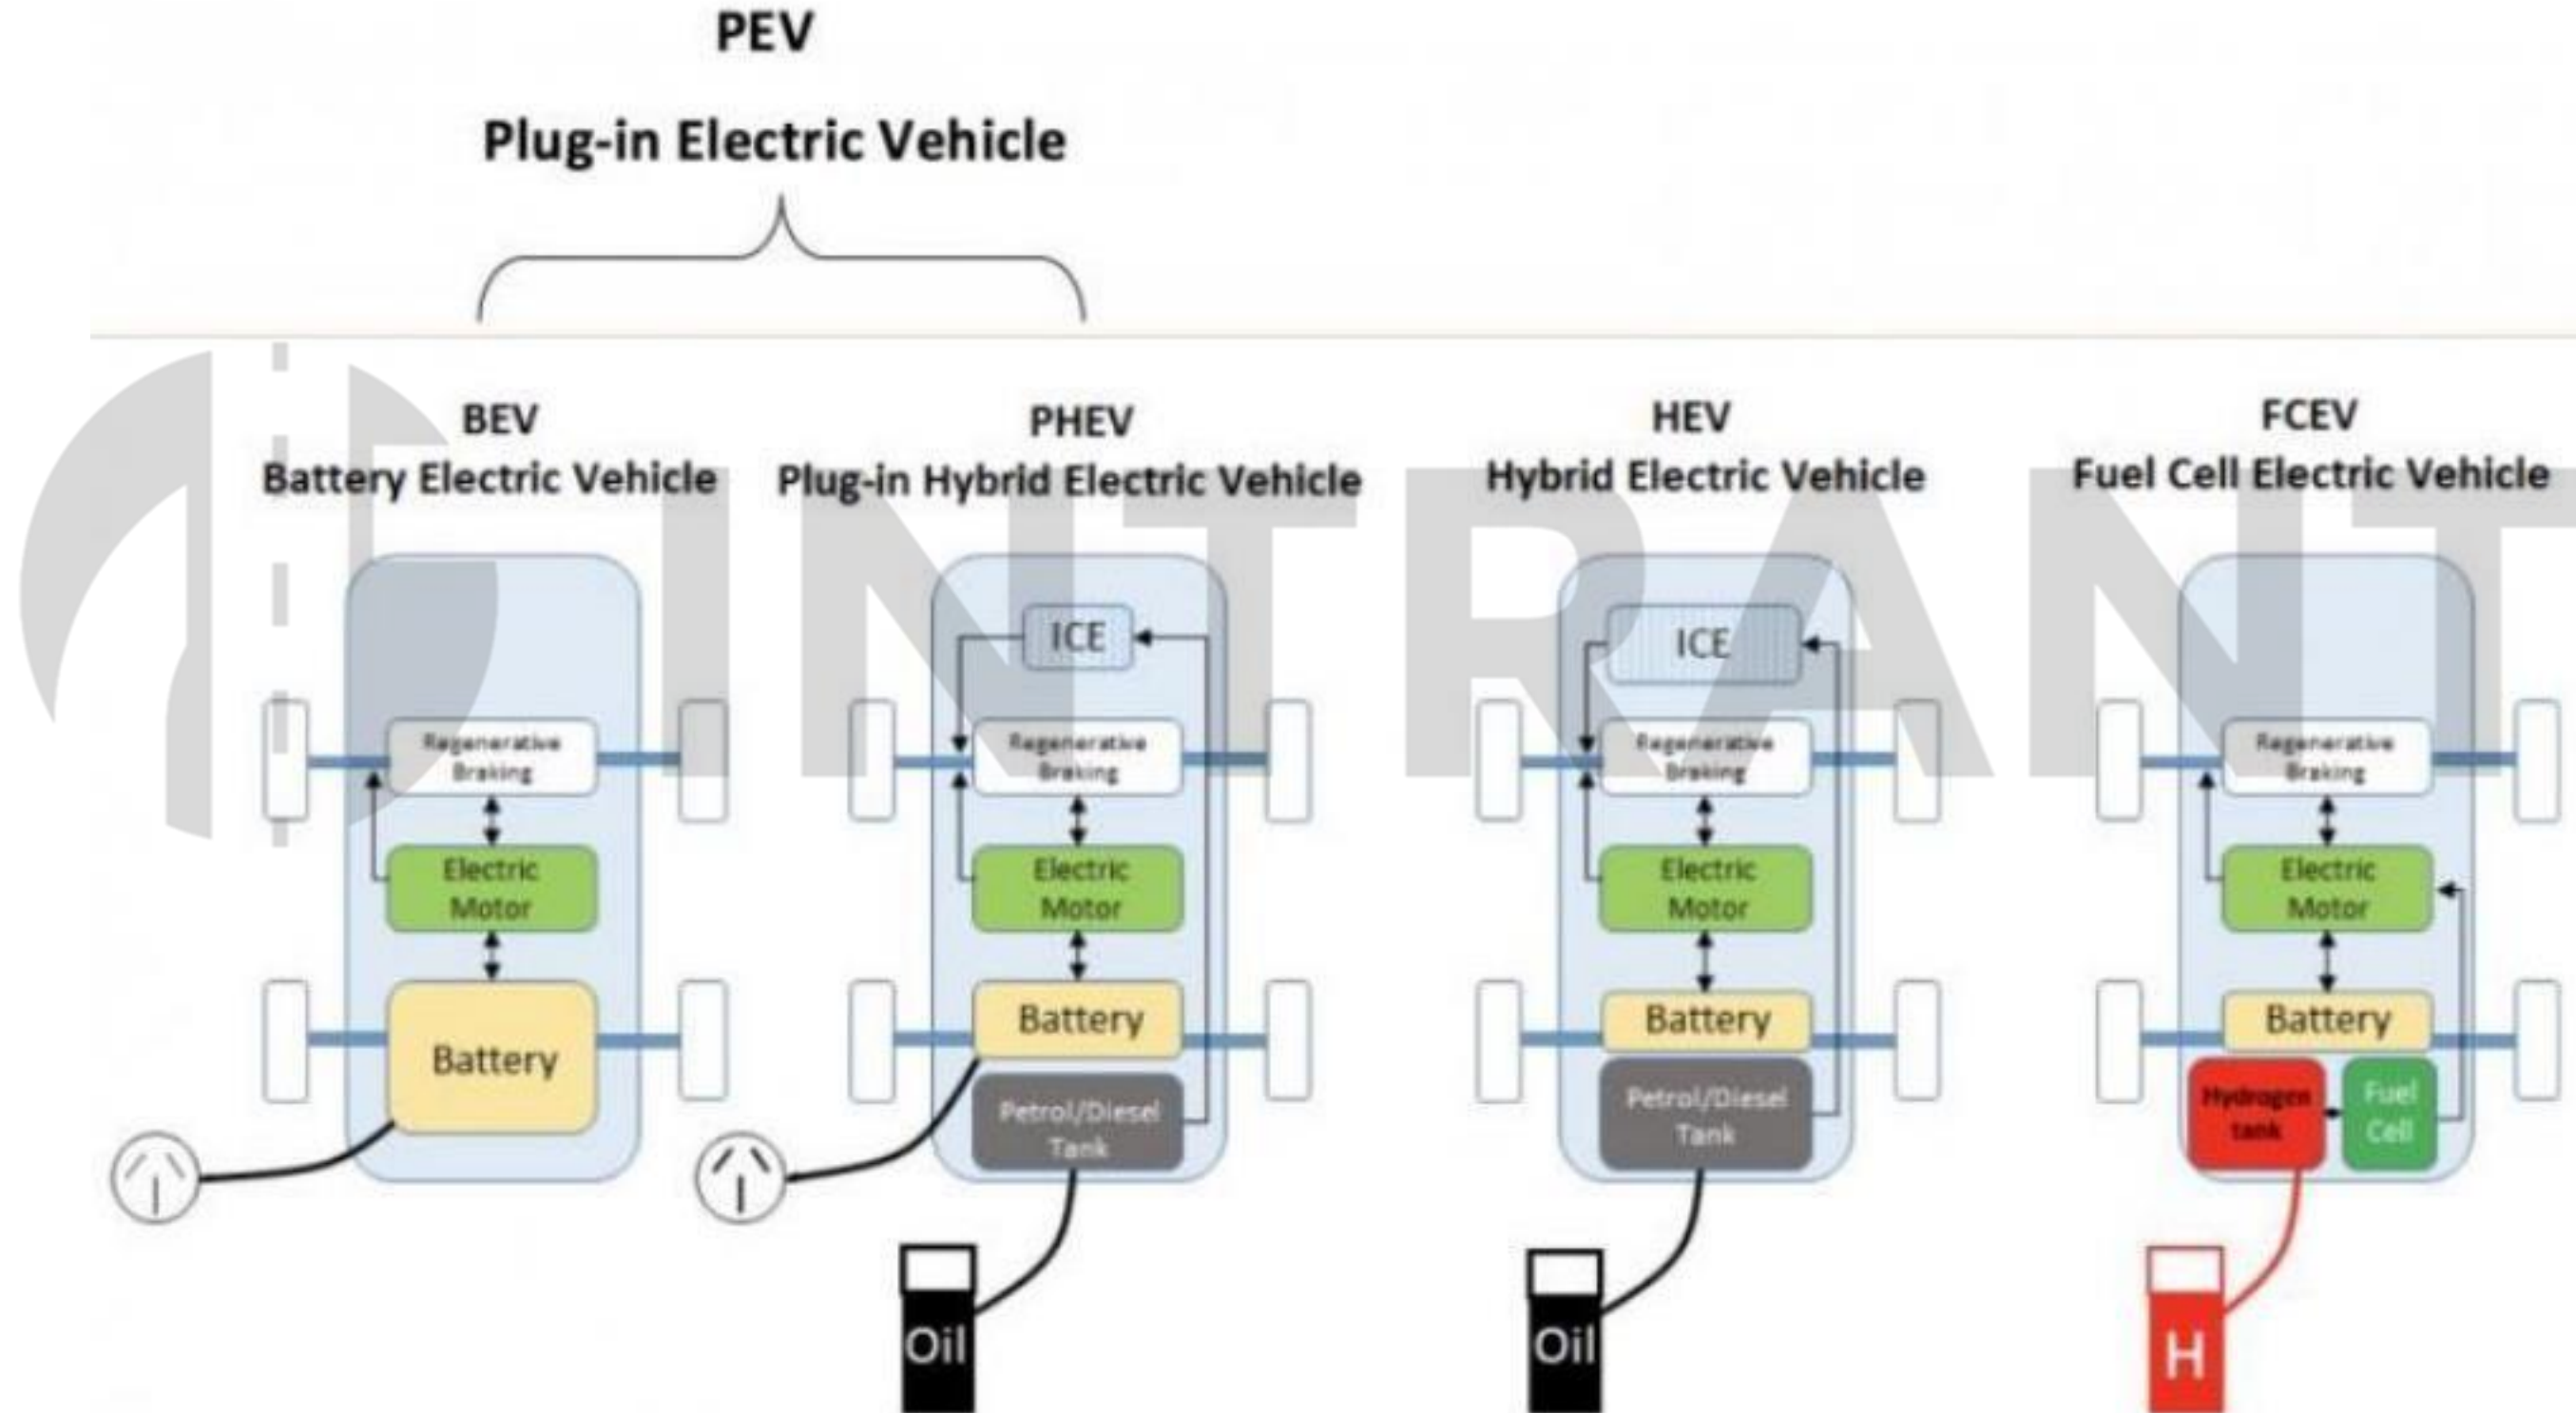 PEV
Plug-in Electric Vehicle
BEV
Battery Electric Vehicle
PHEV
Plug-in Hybrid Electric Vehicle
HEV
Hybrid Electric Vehicle
FCEV
Fuel Cell Electric Vehicle
INTRANT
Regenerative
Braking
Electric
Motor
Battery
ICE
Regenerative
Braking
Electric
Motor
Battery
Petrol/Diesel
Tank
Oil
ICE
Regenerative
Braking
Electric
Motor
Battery
Petrol/Diesel
Tank
Oil
Regenerative
Braking
Electric
Motor
Battery
Hydrogen
tank
Fuel
Cell
H